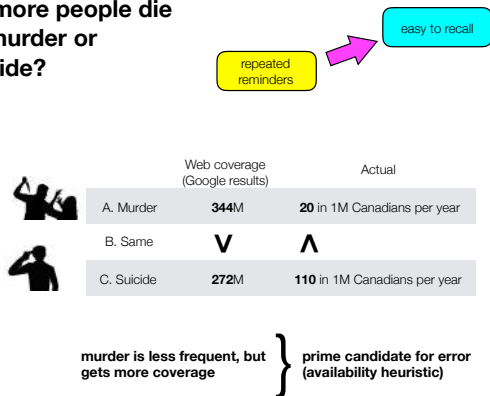 more people die
murder or
ide?
repeated
reminders
easy to recall
Web coverage
(Google results)
Actual
A. Murder 344M 20 in 1M Canadians per year
B. Same V Λ
C. Suicide 272M 110 in 1M Canadians per year
murder is less frequent, but
gets more coverage
} prime candidate for error
(availability heuristic)